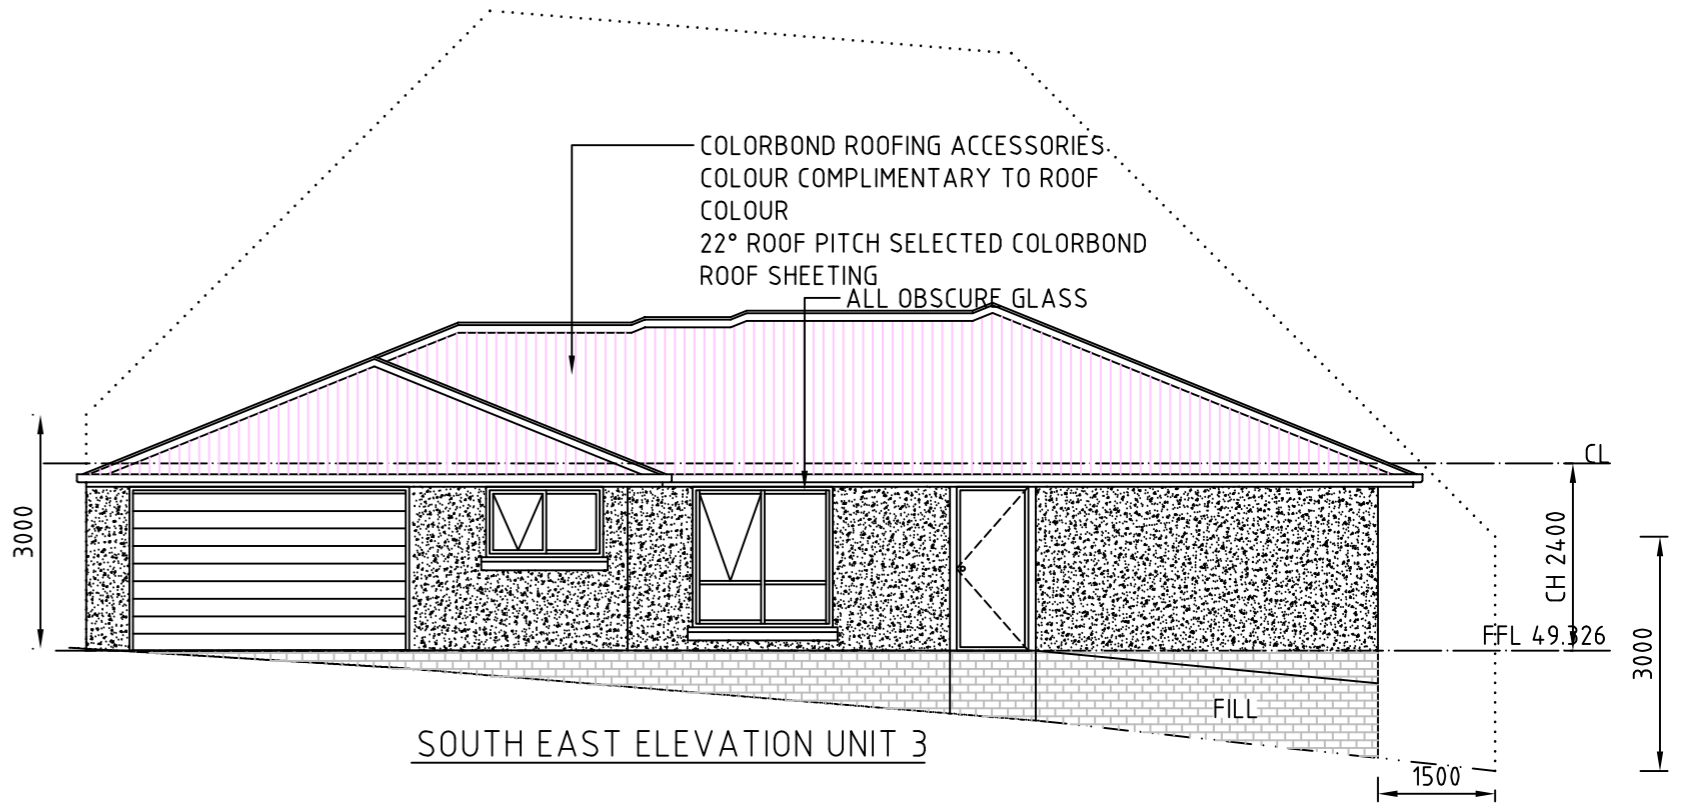 COLORBOND ROOFING ACCESSORIES
COLOUR COMPLIMENTARY TO ROOF
COLOUR
22° ROOF PITCH SELECTED COLORBOND
ROOF SHEETING
ALL OBSCURE GLASS
CL
3000
CH 2400
FFL 49.326
3000
FILL
SOUTH EAST ELEVATION UNIT 3
1500